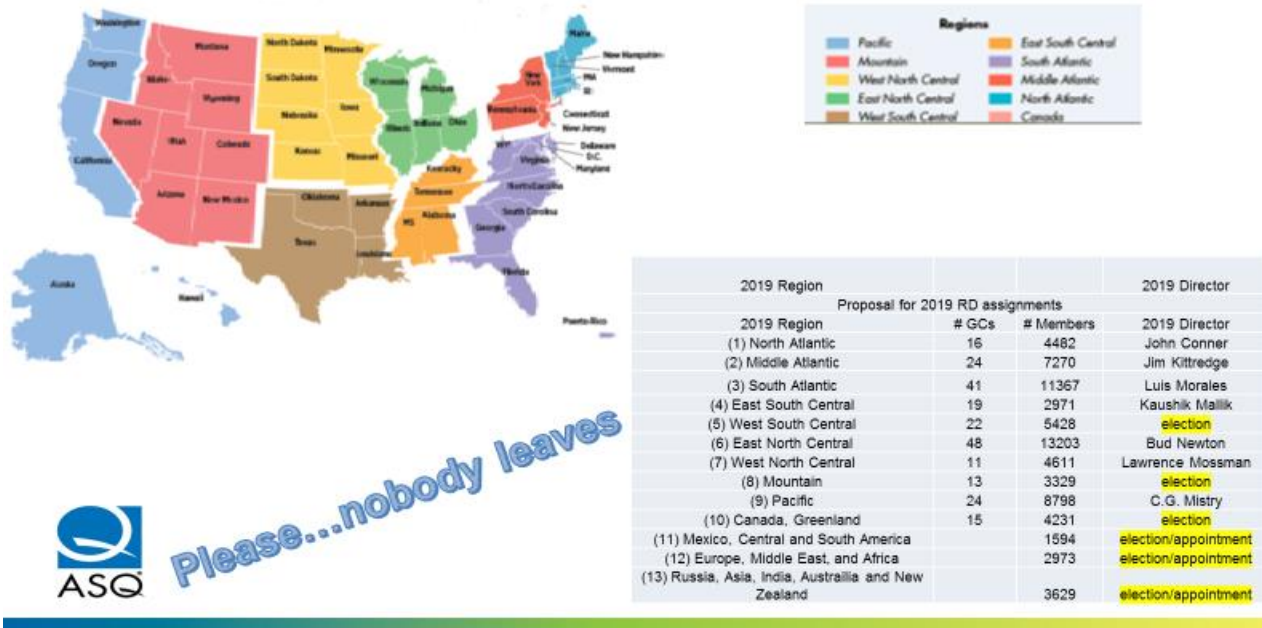 Washington
Oregon
California
Nevada
Idaho
Montana
Wyoming
Utah
Colorado
Arizona
New Mexico
North Dakota
South Dakota
Nebraska
Kansas
Minnesota
Iowa
Missouri
Oklahoma
Texas
Arkansas
Louisiana
Wisconsin
Michigan
Illinois
Indiana
Ohio
Kentucky
Tennessee
MS
Alabama
Georgia
Florida
South Carolina
North Carolina
Virginia
Pennsylvania
New York
Maine
New Hampshire
Vermont
MA
RI
Connecticut
New Jersey
Delaware
D.C.
Maryland
Alaska
Hawaii
Puerto Rico
Regions
Pacific
East South Central
Mountain
South Atlantic
West North Central
Middle Atlantic
East North Central
North Atlantic
West South Central
Canada
2019 Region 2019 Director
Proposal for 2019 RD assignments
2019 Region # GCs # Members 2019 Director
(1) North Atlantic 16 4482 John Conner
(2) Middle Atlantic 24 7270 Jim Kittredge
(3) South Atlantic 41 11367 Luis Morales
(4) East South Central 19 2971 Kaushik Mallik
(5) West South Central 22 5428 election
(6) East North Central 48 13203 Bud Newton
(7) West North Central 11 4611 Lawrence Mossman
(8) Mountain 13 3329 election
(9) Pacific 24 8798 C.G. Mistry
(10) Canada, Greenland 15 4231 election
(11) Mexico, Central and South America 1594 election/appointment
(12) Europe, Middle East, and Africa 2973 election/appointment
(13) Russia, Asia, India, Austrailia and New
Zealand 3629 election/appointment
Please...nobody leaves
ASQ